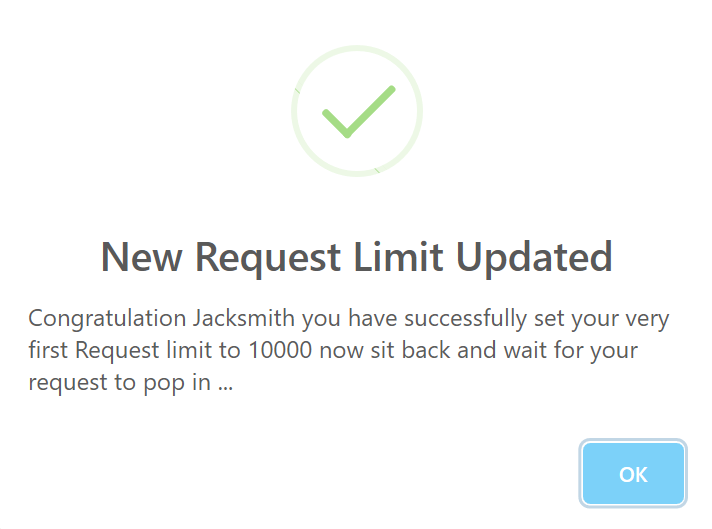 New Request Limit Updated
Congratulation Jacksmith you have successfully set your very
first Request limit to 10000 now sit back and wait for your
request to pop in ...
OK